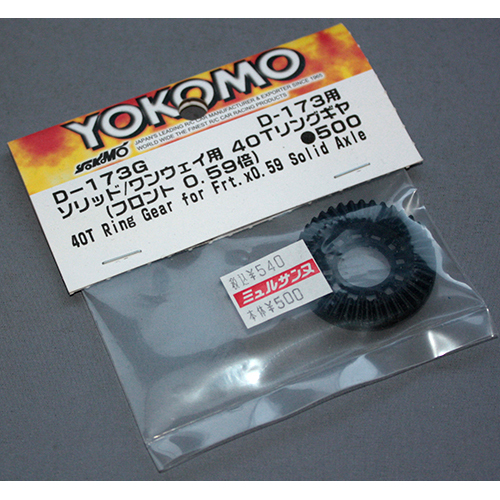 YOKOMO
JAPAN'S LEADING R/C CAR MANUFACTURER & EXPORTER SINCE 1965
WORLD WIDE THE FINEST R/C CAR RACING PRODUCTS
YOKOMO
D-173G D-173用
ソリッド/ワンウェイ用 40Tリングギヤ
(フロント 0.59倍) ●500
40T Ring Gear for Frt.x0.59 Solid Axle
税込¥540
ミュルサンヌ
本体¥500